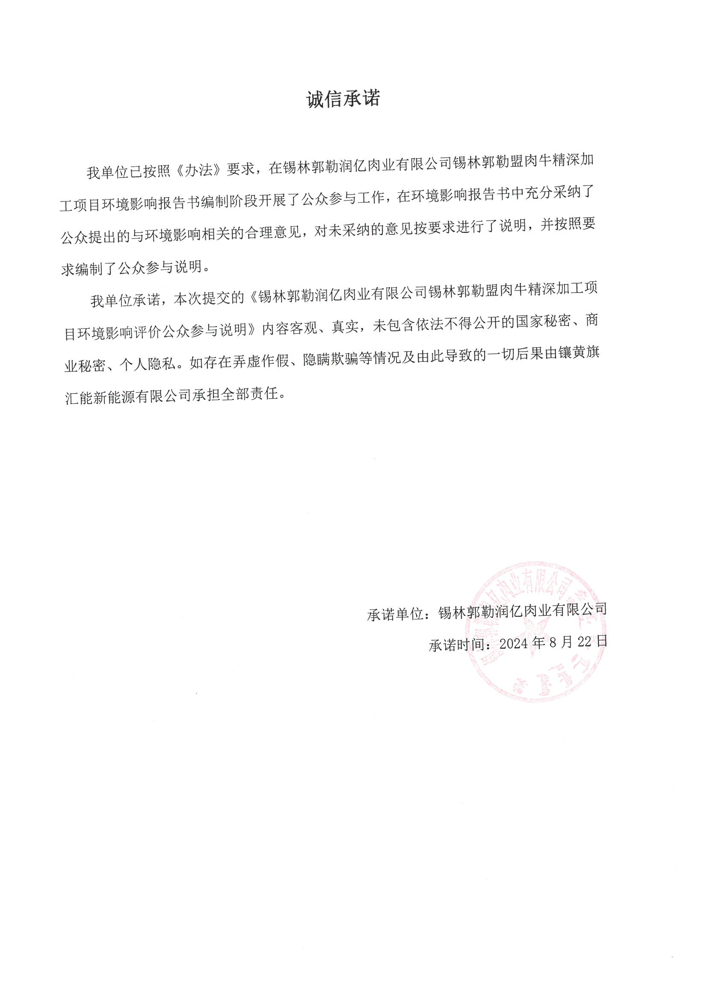 诚信承诺
我单位已按照《办法》要求，在锡林郭勒润亿肉业有限公司锡林郭勒盟肉牛精深加
工项目环境影响报告书编制阶段开展了公众参与工作，在环境影响报告书中充分采纳了
公众提出的与环境影响相关的合理意见，对未采纳的意见按要求进行了说明，并按照要
求编制了公众参与说明。
我单位承诺，本次提交的《锡林郭勒润亿肉业有限公司锡林郭勒盟肉牛精深加工项
目环境影响评价公众参与说明》内容客观、真实，未包含依法不得公开的国家秘密、商
业秘密、个人隐私。如存在弄虚作假、隐瞒欺骗等情况及由此导致的一切后果由镶黄旗
汇能新能源有限公司承担全部责任。
亿肉业有限公司
承诺单位：锡林郭勒润亿肉业有限公司
承诺时间：2024 年 8 月 22 日